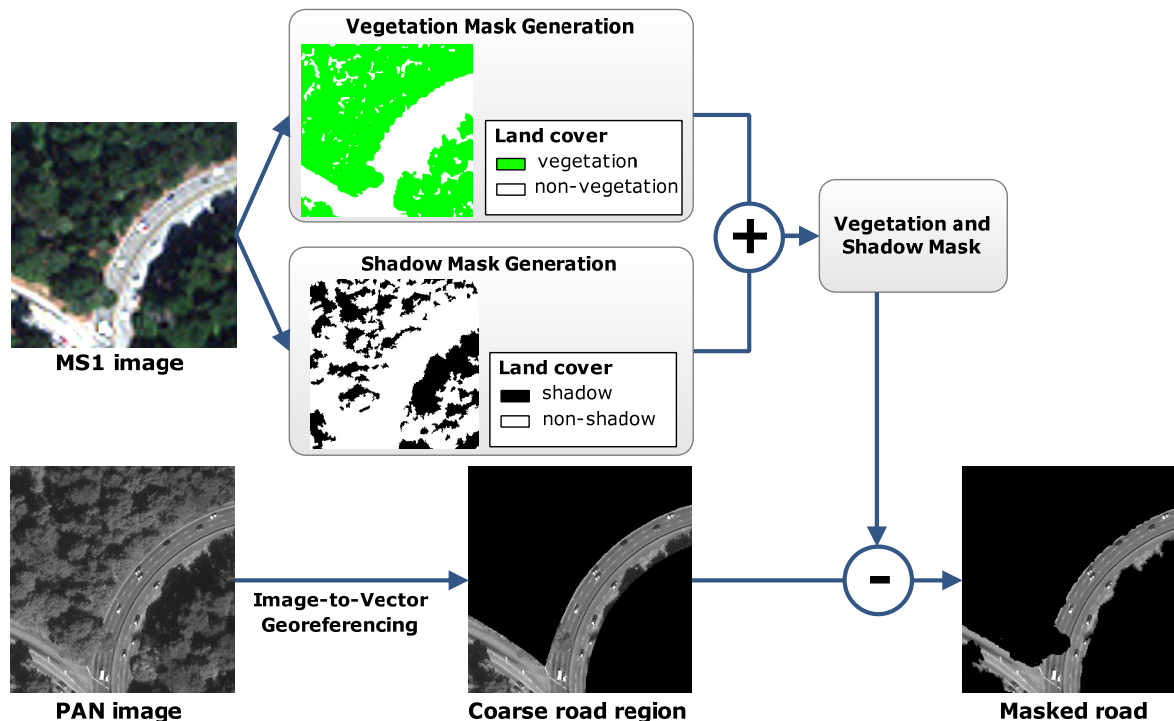 Vegetation Mask Generation
Land cover
vegetation
non-vegetation
MS1 image
+
Vegetation and
Shadow Mask
Shadow Mask Generation
Land cover
shadow
non-shadow
Image-to-Vector
Georeferencing
-
PAN image
Coarse road region
Masked road